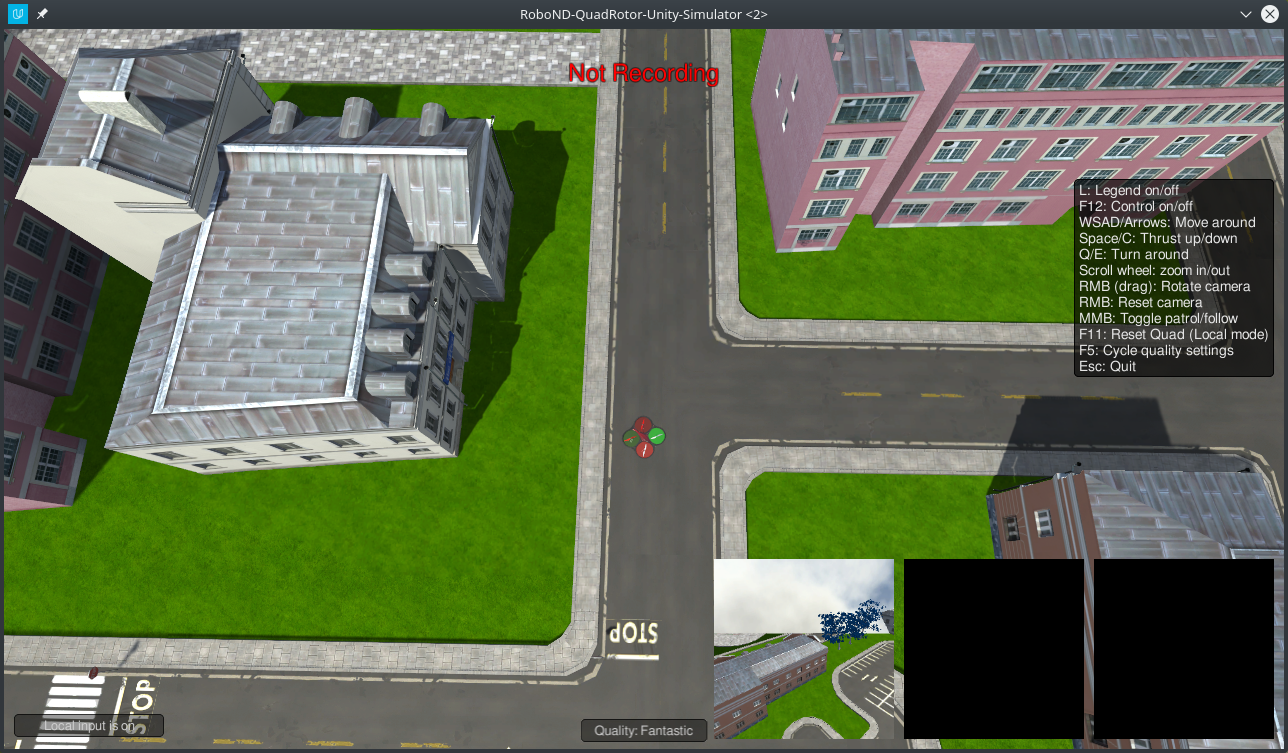 RoboND-QuadRotor-Unity-Simulator <2>
Not Recording
L: Legend on/off
F12: Control on/off
WSAD/Arrows: Move around
Space/C: Thrust up/down
Q/E: Turn around
Scroll wheel: zoom in/out
RMB (drag): Rotate camera
RMB: Reset camera
MMB: Toggle patrol/follow
F11: Reset Quad (Local mode)
F5: Cycle quality settings
Esc: Quit
STOP
STOP
Local input is on
Quality: Fantastic